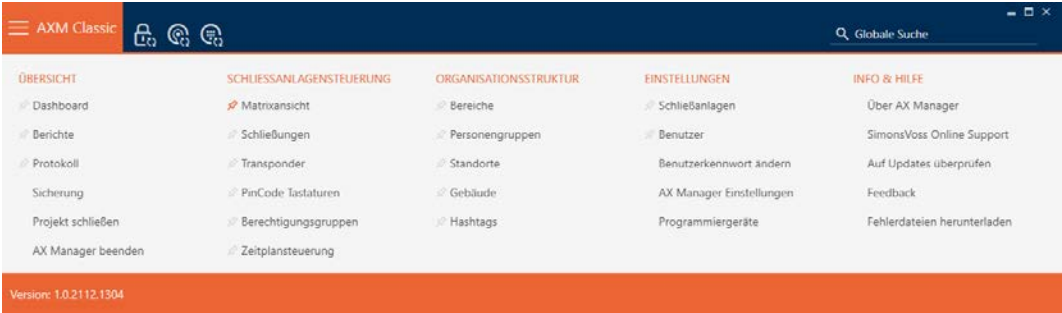 AXM Classic
Globale Suche
ÜBERSICHT
Dashboard
Berichte
Protokoll
Sicherung
Projekt schließen
AX Manager beenden
SCHLIESSANLAGENSTEUERUNG
Matrixansicht
Schließungen
Transponder
PinCode Tastaturen
Berechtigungsgruppen
Zeitplansteuerung
ORGANISATIONSSTRUKTUR
Bereiche
Personengruppen
Standorte
Gebäude
Hashtags
EINSTELLUNGEN
Schließanlagen
Benutzer
Benutzerkennwort ändern
AX Manager Einstellungen
Programmiergeräte
INFO & HILFE
Über AX Manager
SimonsVoss Online Support
Auf Updates überprüfen
Feedback
Fehlerdateien herunterladen
Version: 1.0.2112.1304